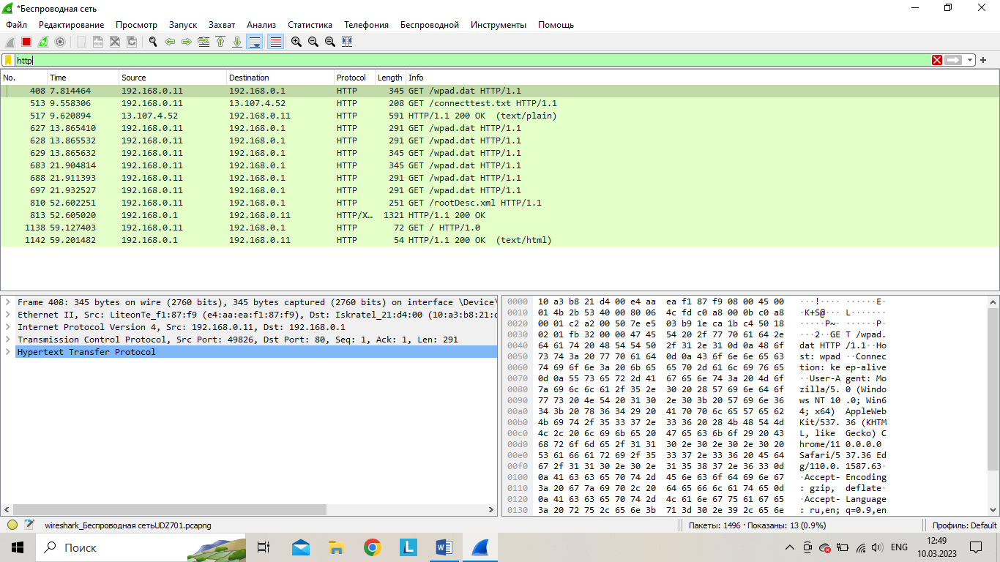 *Беспроводная сеть
Файл Редактирование Просмотр Запуск Захват Анализ Статистика Телефония Беспроводной Инструменты Помощь
http
No. Time Source Destination Protocol Length Info
408 7.814464 192.168.0.11 192.168.0.1 HTTP 345 GET /wpad.dat HTTP/1.1
513 9.558306 192.168.0.11 13.107.4.52 HTTP 208 GET /connecttest.txt HTTP/1.1
517 9.620894 13.107.4.52 192.168.0.11 HTTP 591 HTTP/1.1 200 OK (text/plain)
627 13.865410 192.168.0.11 192.168.0.1 HTTP 291 GET /wpad.dat HTTP/1.1
628 13.865532 192.168.0.11 192.168.0.1 HTTP 291 GET /wpad.dat HTTP/1.1
629 13.865632 192.168.0.11 192.168.0.1 HTTP 345 GET /wpad.dat HTTP/1.1
683 21.904814 192.168.0.11 192.168.0.1 HTTP 345 GET /wpad.dat HTTP/1.1
688 21.911393 192.168.0.11 192.168.0.1 HTTP 291 GET /wpad.dat HTTP/1.1
697 21.932527 192.168.0.11 192.168.0.1 HTTP 291 GET /wpad.dat HTTP/1.1
810 52.602251 192.168.0.11 192.168.0.1 HTTP 251 GET /rootDesc.xml HTTP/1.1
813 52.605020 192.168.0.1 192.168.0.11 HTTP/X… 1321 HTTP/1.1 200 OK
1138 59.127403 192.168.0.11 192.168.0.1 HTTP 72 GET / HTTP/1.0
1142 59.201482 192.168.0.1 192.168.0.11 HTTP 54 HTTP/1.1 200 OK (text/html)
Frame 408: 345 bytes on wire (2760 bits), 345 bytes captured (2760 bits) on interface \Device\
Ethernet II, Src: LiteonTe_f1:87:f9 (e4:aa:ea:f1:87:f9), Dst: Iskratel_21:d4:00 (10:a3:b8:21:d
Internet Protocol Version 4, Src: 192.168.0.11, Dst: 192.168.0.1
Transmission Control Protocol, Src Port: 49826, Dst Port: 80, Seq: 1, Ack: 1, Len: 291
Hypertext Transfer Protocol
0000 10 a3 b8 21 d4 00 e4 aa ea f1 87 f9 08 00 45 00 ···!···· ······E·
0010 01 4b 2b 53 40 00 80 06 4c fd c0 a8 00 0b c0 a8 ·K+S@··· L·······
0020 00 01 c2 a2 00 50 7e e5 03 b9 1e ca 1b c4 50 18 ·····P~· ······P·
0030 02 01 fb 32 00 00 47 45 54 20 2f 77 70 61 64 2e ···2··GE T /wpad.
0040 64 61 74 20 48 54 54 50 2f 31 2e 31 0d 0a 48 6f dat HTTP /1.1··Ho
0050 73 74 3a 20 77 70 61 64 0d 0a 43 6f 6e 6e 65 63 st: wpad ··Connec
0060 74 69 6f 6e 3a 20 6b 65 65 70 2d 61 6c 69 76 65 tion: ke ep-alive
0070 0d 0a 55 73 65 72 2d 41 67 65 6e 74 3a 20 4d 6f ··User-A gent: Mo
0080 7a 69 6c 6c 61 2f 35 2e 30 20 28 57 69 6e 64 6f zilla/5. 0 (Windo
0090 77 73 20 4e 54 20 31 30 2e 30 3b 20 57 69 6e 36 ws NT 10 .0; Win6
00a0 34 3b 20 78 36 34 29 20 41 70 70 6c 65 57 65 62 4; x64) AppleWeb
00b0 4b 69 74 2f 35 33 37 2e 33 36 20 28 4b 48 54 4d Kit/537. 36 (KHTM
00c0 4c 2c 20 6c 69 6b 65 20 47 65 63 6b 6f 29 20 43 L, like Gecko) C
00d0 68 72 6f 6d 65 2f 31 31 30 2e 30 2e 30 2e 30 20 hrome/11 0.0.0.0
00e0 53 61 66 61 72 69 2f 35 33 37 2e 33 36 20 45 64 Safari/5 37.36 Ed
00f0 67 2f 31 31 30 2e 30 2e 31 35 38 37 2e 36 33 0d g/110.0. 1587.63·
0100 0a 41 63 63 65 70 74 2d 45 6e 63 6f 64 69 6e 67 ·Accept- Encoding
0110 3a 20 67 7a 69 70 2c 20 64 65 66 6c 61 74 65 0d : gzip, deflate·
0120 0a 41 63 63 65 70 74 2d 4c 61 6e 67 75 61 67 65 ·Accept- Language
0130 3a 20 72 75 2c 65 6e 3b 71 3d 30 2e 39 2c 65 6e : ru,en; q=0.9,en
wireshark_Беспроводная сетьUDZ701.pcapng Пакеты: 1496 · Показаны: 13 (0.9%) Профиль: Default
Поиск L W ENG 12:49
10.03.2023